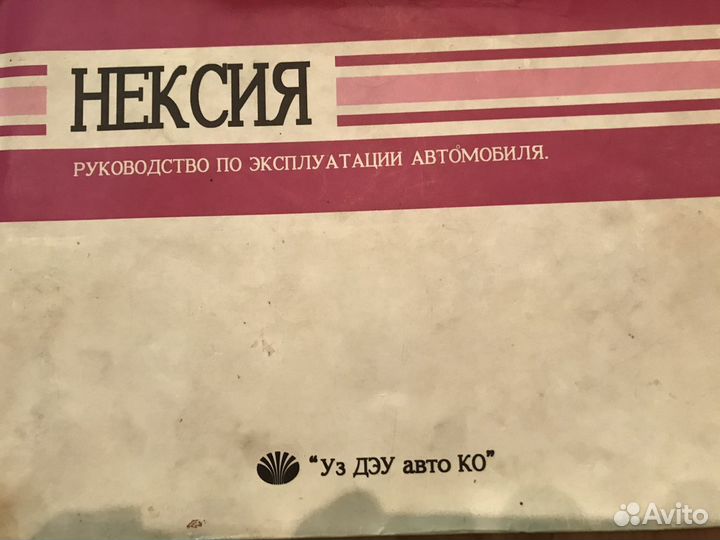 НЕКСИЯ
РУКОВОДСТВО ПО ЭКСПЛУАТАЦИИ АВТОМОБИЛЯ.
"Уз ДЭУ авто КО"
Avito